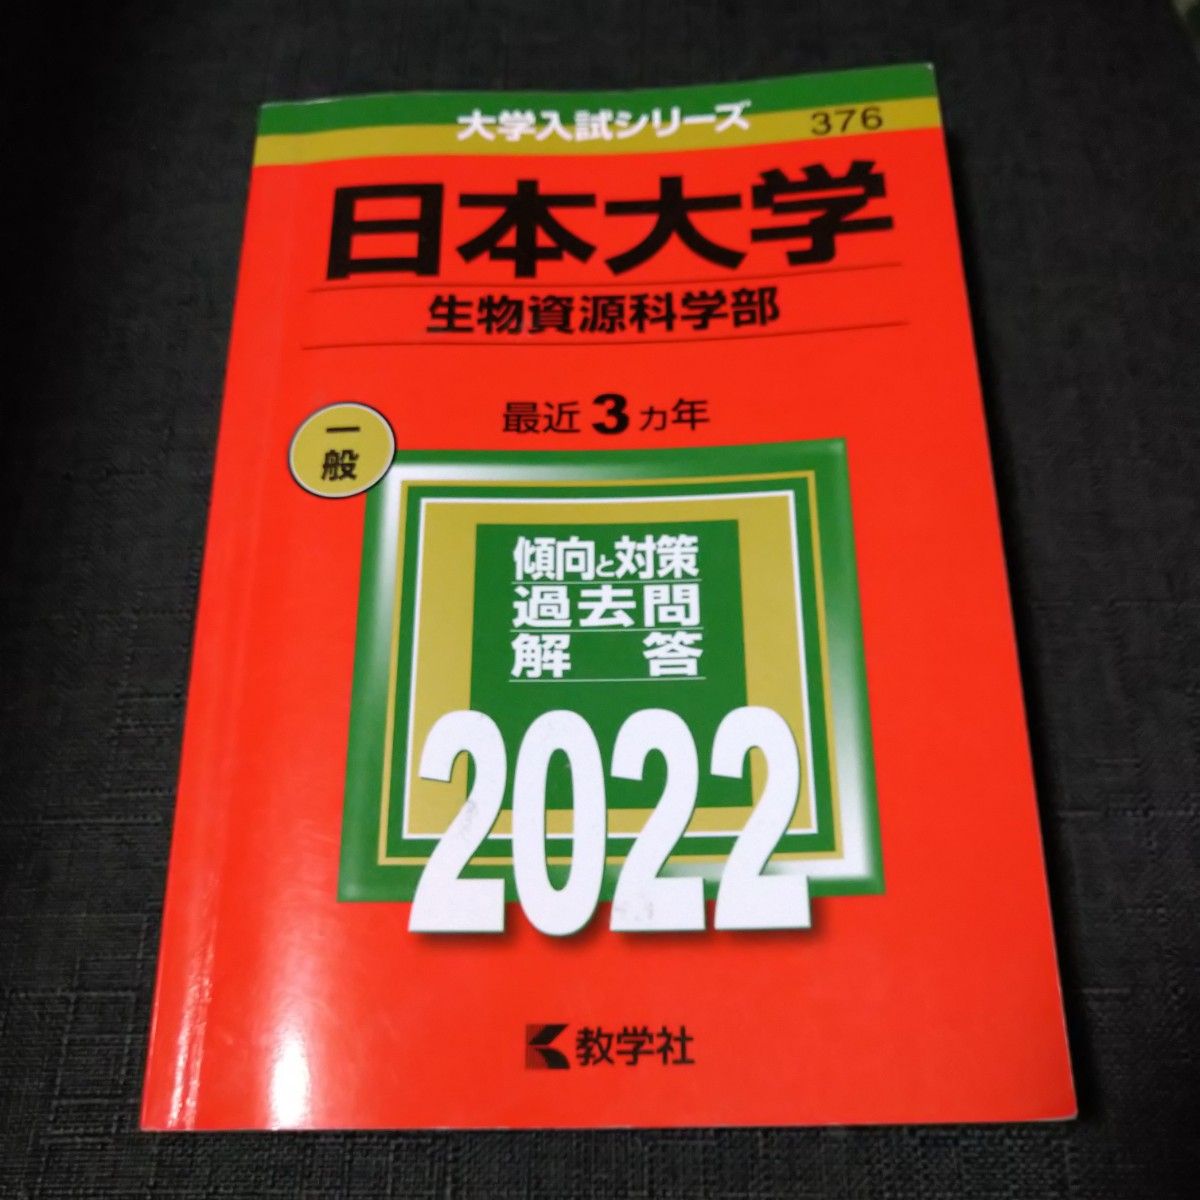 大学入試シリーズ 376
日本大学
生物資源科学部
最近3ヵ年
一般
傾向と対策
過去問
解答
2022
教学社